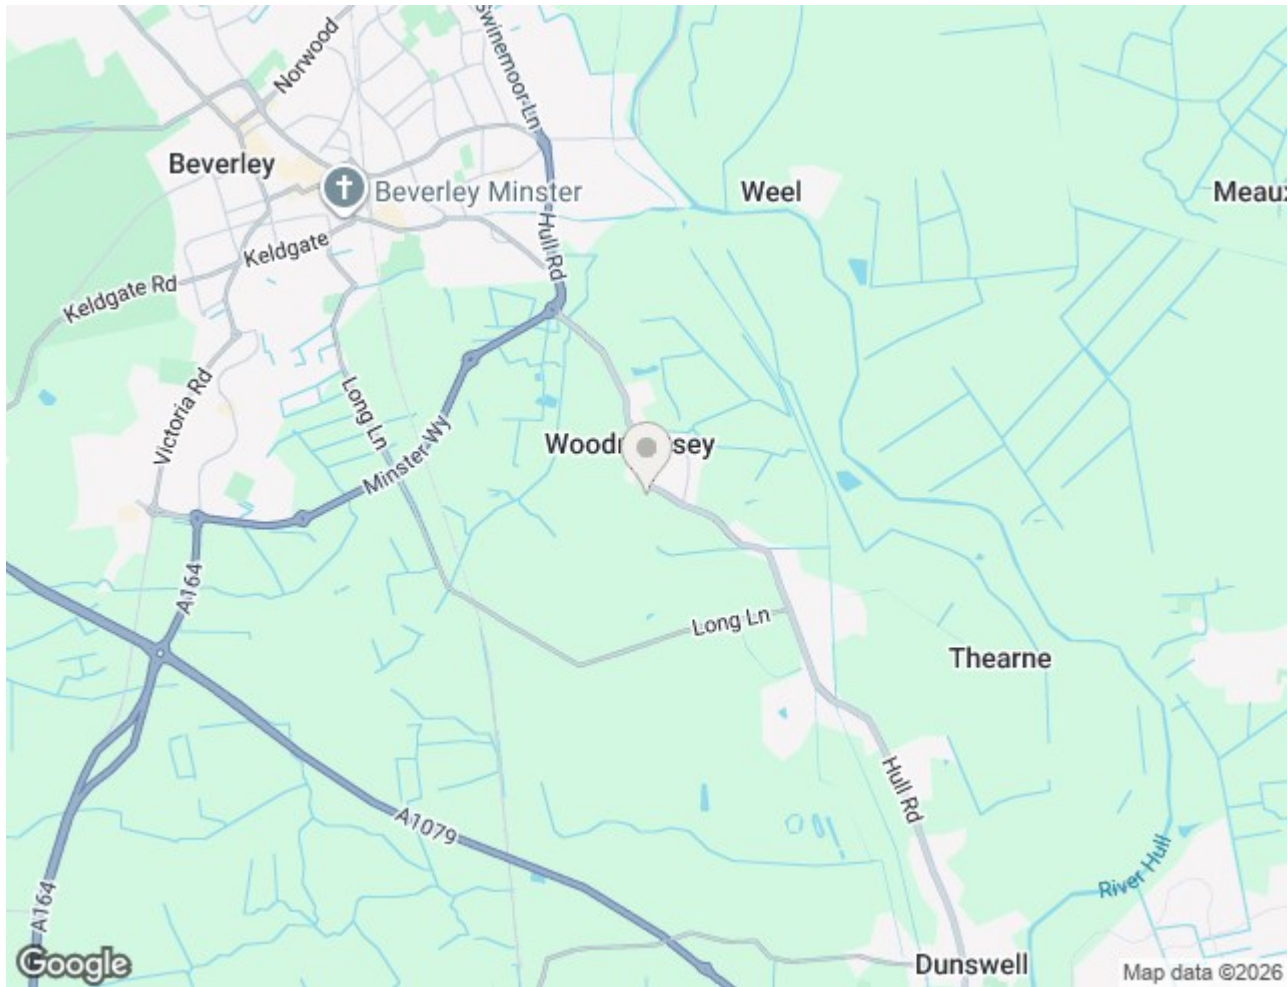 Swinemoor Ln
Norwood
Beverley
Beverley Minster
Weel
Meaux
Keldgate
Hull Rd
Keldgate Rd
Long Ln
Victoria Rd
Minster Wy
A164
Long Ln
Thearne
Hull Rd
A1079
River Hull
A164
Google
Dunswell
Map data ©2026